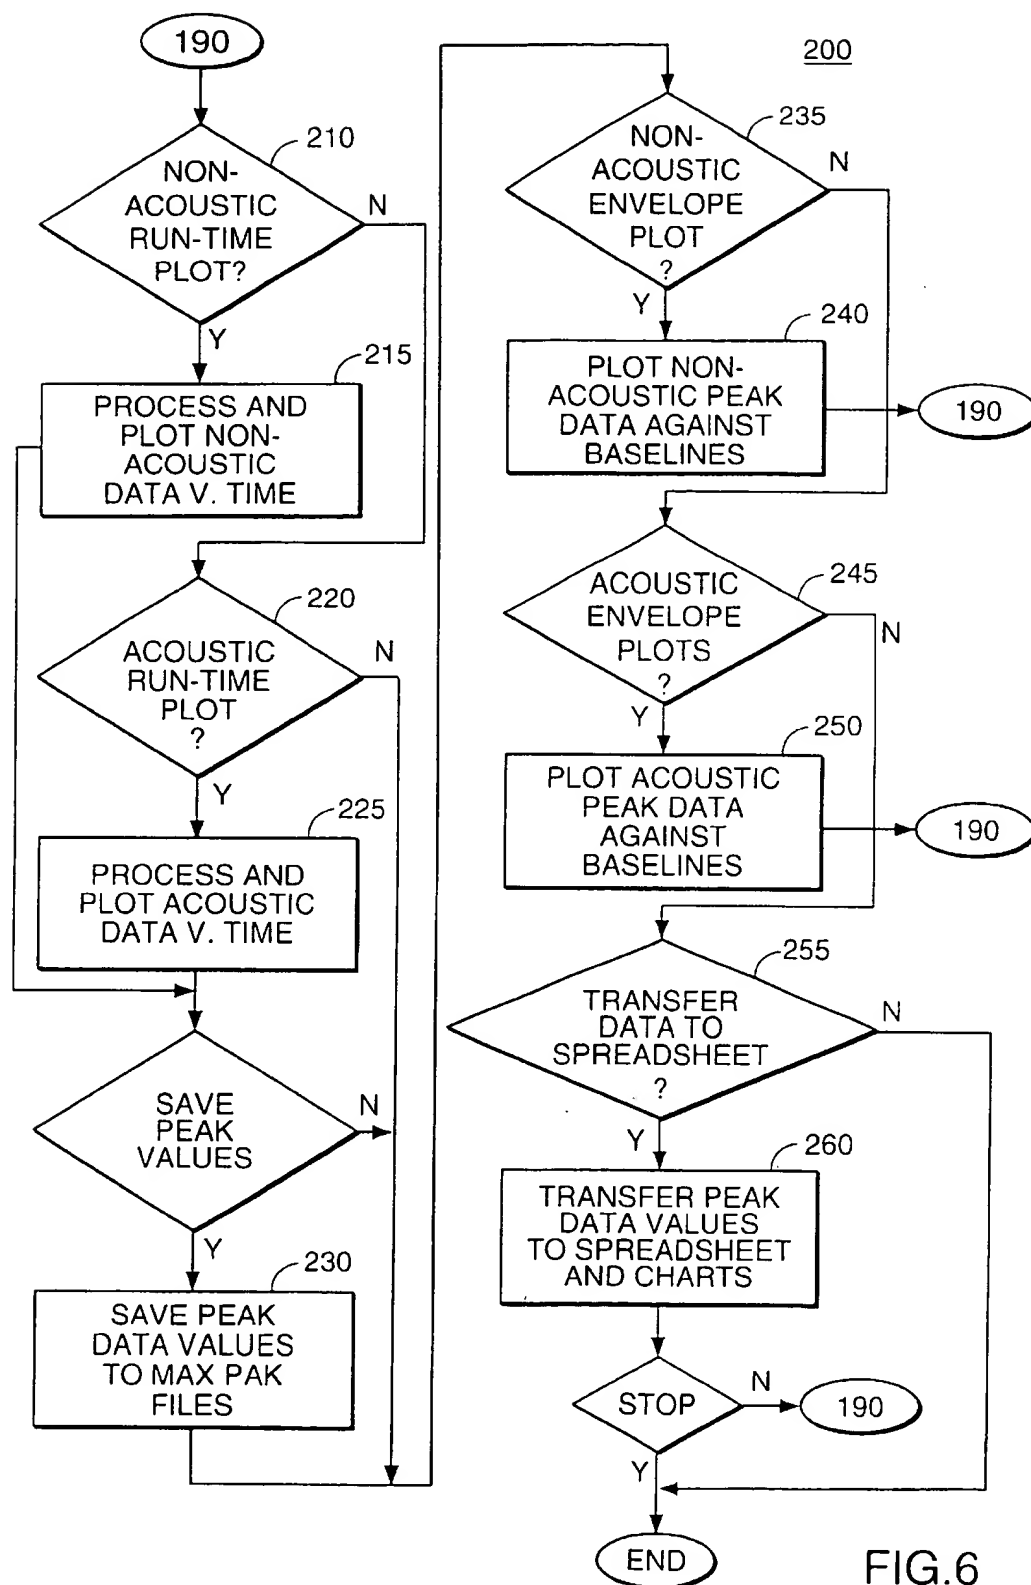 190
200
210
NON-
ACOUSTIC
RUN-TIME
PLOT?
N
Y
215
PROCESS AND
PLOT NON-
ACOUSTIC
DATA V. TIME
220
ACOUSTIC
RUN-TIME
PLOT
?
N
Y
225
PROCESS AND
PLOT ACOUSTIC
DATA V. TIME
SAVE
PEAK
VALUES
N
Y
230
SAVE PEAK
DATA VALUES
TO MAX PAK
FILES
235
NON-
ACOUSTIC
ENVELOPE
PLOT
?
N
Y
240
PLOT NON-
ACOUSTIC PEAK
DATA AGAINST
BASELINES
190
245
ACOUSTIC
ENVELOPE
PLOTS
?
N
Y
250
PLOT ACOUSTIC
PEAK DATA
AGAINST
BASELINES
190
255
TRANSFER
DATA TO
SPREADSHEET
?
N
Y
260
TRANSFER PEAK
DATA VALUES
TO SPREADSHEET
AND CHARTS
STOP
N
190
Y
END
FIG.6